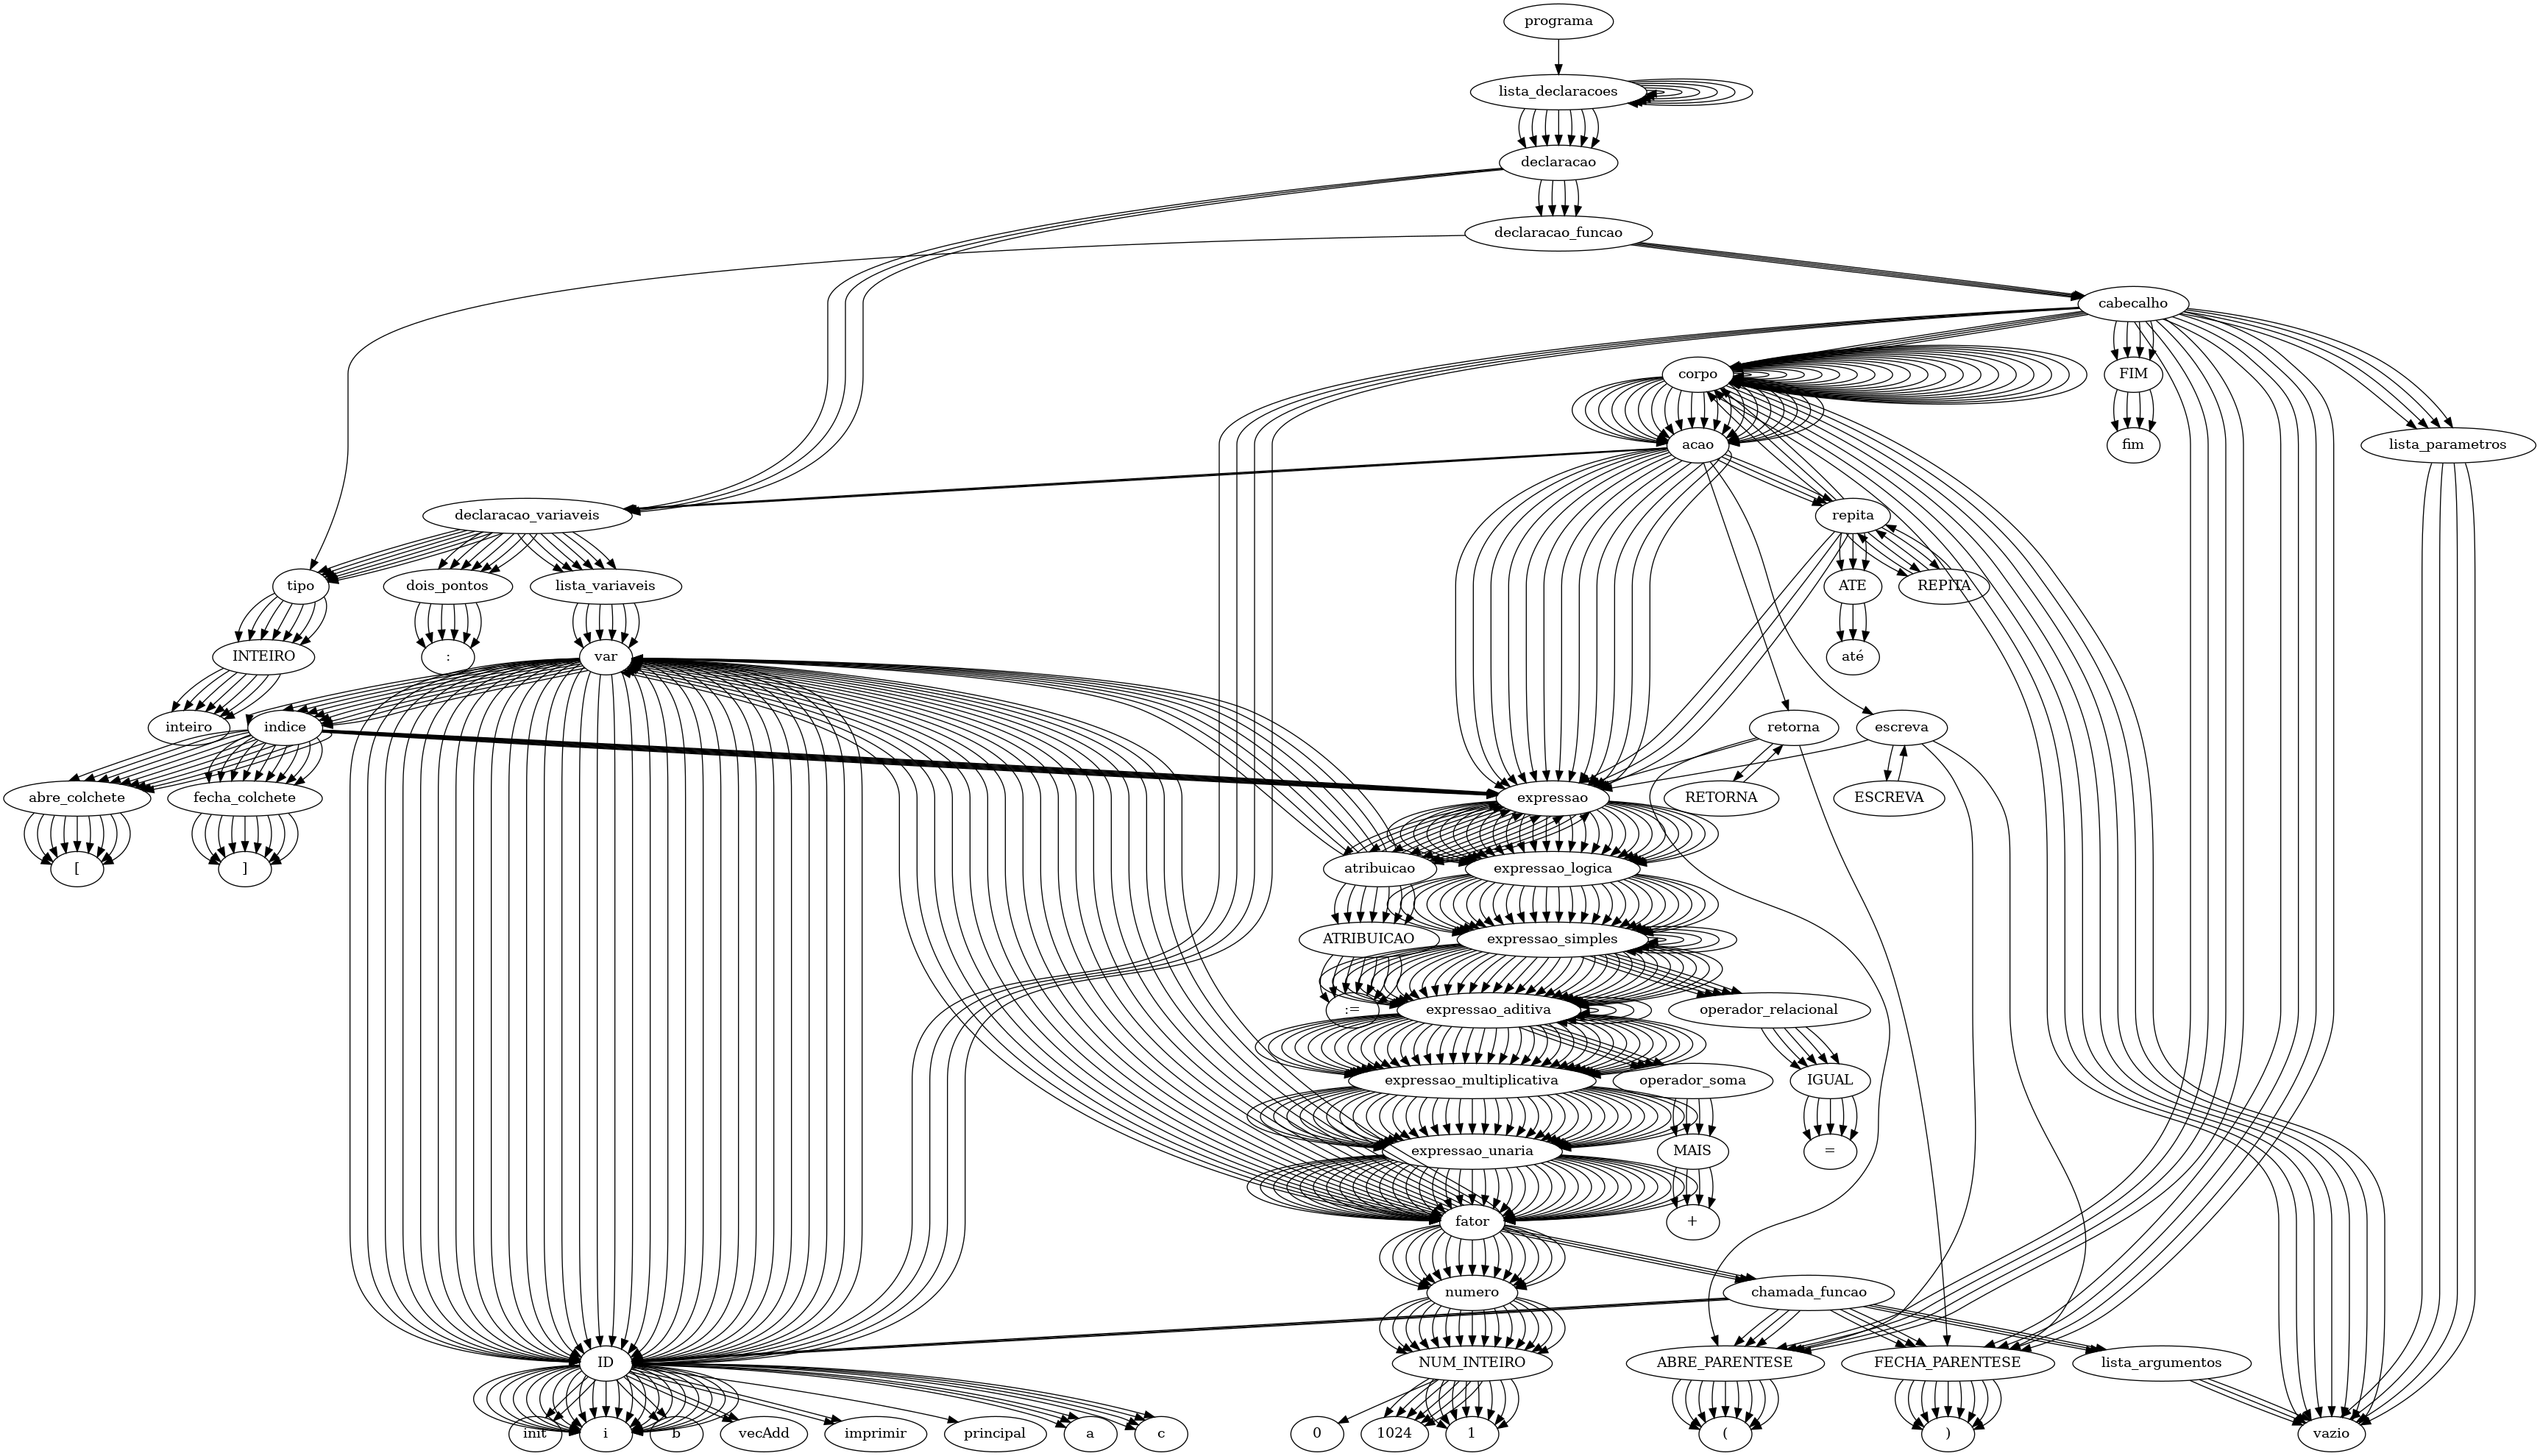 programa
lista_declaracoes
declaracao
declaracao_funcao
cabecalho
corpo
FIM
acao
fim
lista_parametros
declaracao_variaveis
repita
tipo
dois_pontos
lista_variaveis
ATE
REPITA
INTEIRO
:
var
até
inteiro
indice
retorna
escreva
abre_colchete
fecha_colchete
expressao
RETORNA
ESCREVA
[
]
atribuicao
expressao_logica
ATRIBUICAO
expressao_simples
:=
expressao_aditiva
operador_relacional
expressao_multiplicativa
operador_soma
IGUAL
expressao_unaria
MAIS
=
fator
+
numero
chamada_funcao
ID
NUM_INTEIRO
ABRE_PARENTESE
FECHA_PARENTESE
lista_argumentos
init
i
b
vecAdd
imprimir
principal
a
c
0
1024
1
(
)
vazio